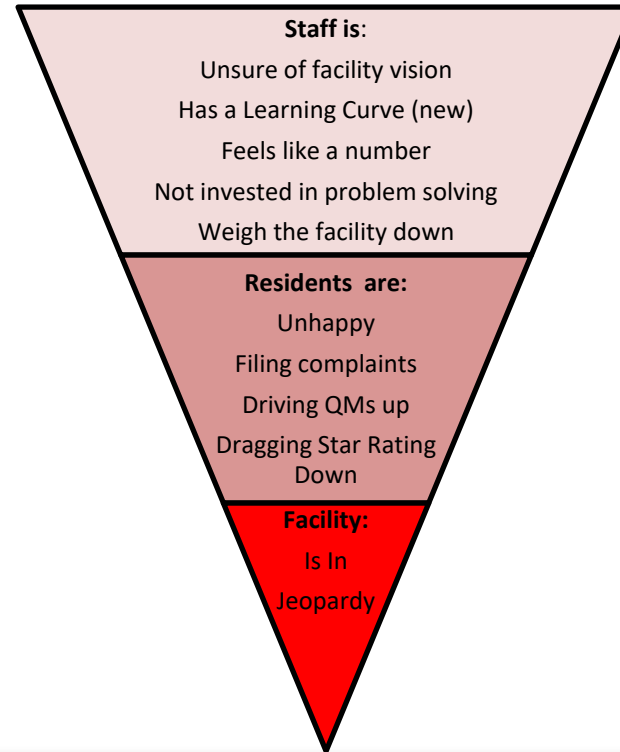 Staff is:
Unsure of facility vision
Has a Learning Curve (new)
Feels like a number
Not invested in problem solving
Weigh the facility down
Residents are:
Unhappy
Filing complaints
Driving QMs up
Dragging Star Rating
Down
Facility:
Is In
Jeopardy